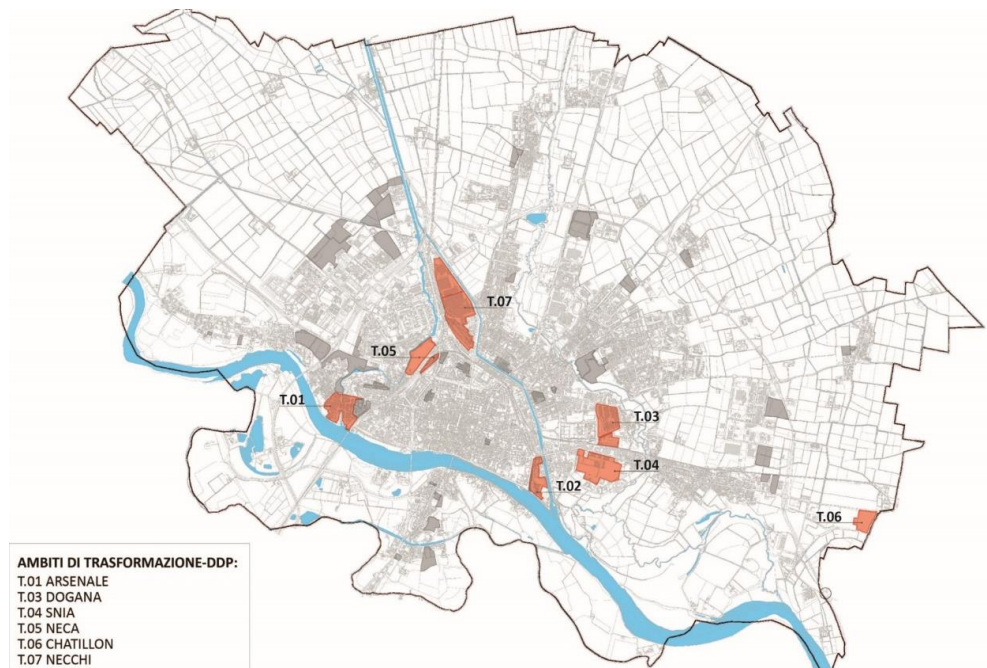 T.07
T.05
T.01
T.03
T.04
T.02
T.06
AMBITI DI TRASFORMAZIONE-DDP:
T.01 ARSENALE
T.03 DOGANA
T.04 SNIA
T.05 NECA
T.06 CHATILLON
T.07 NECCHI